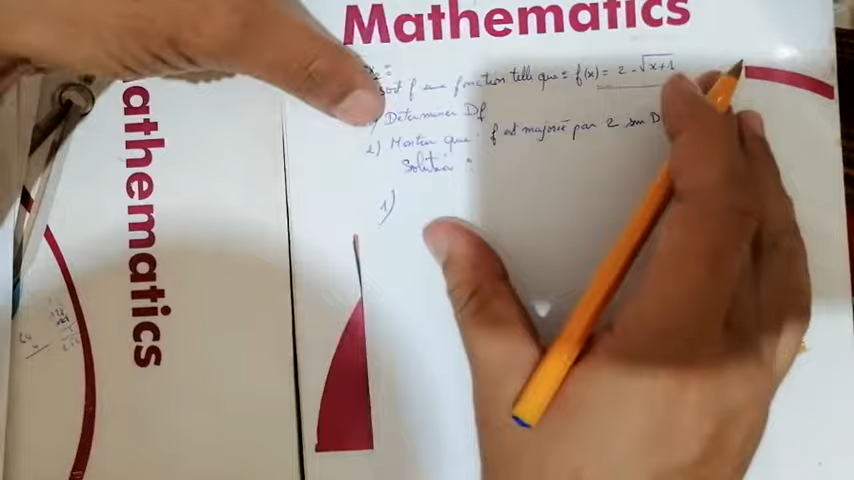 Mathematics
soit f une fonction telle que : f(x) = 2 - √x+1
1) Déterminer Df
2) Montrer que : f est majorée par 2 sur D
Solution :
1)
athematics